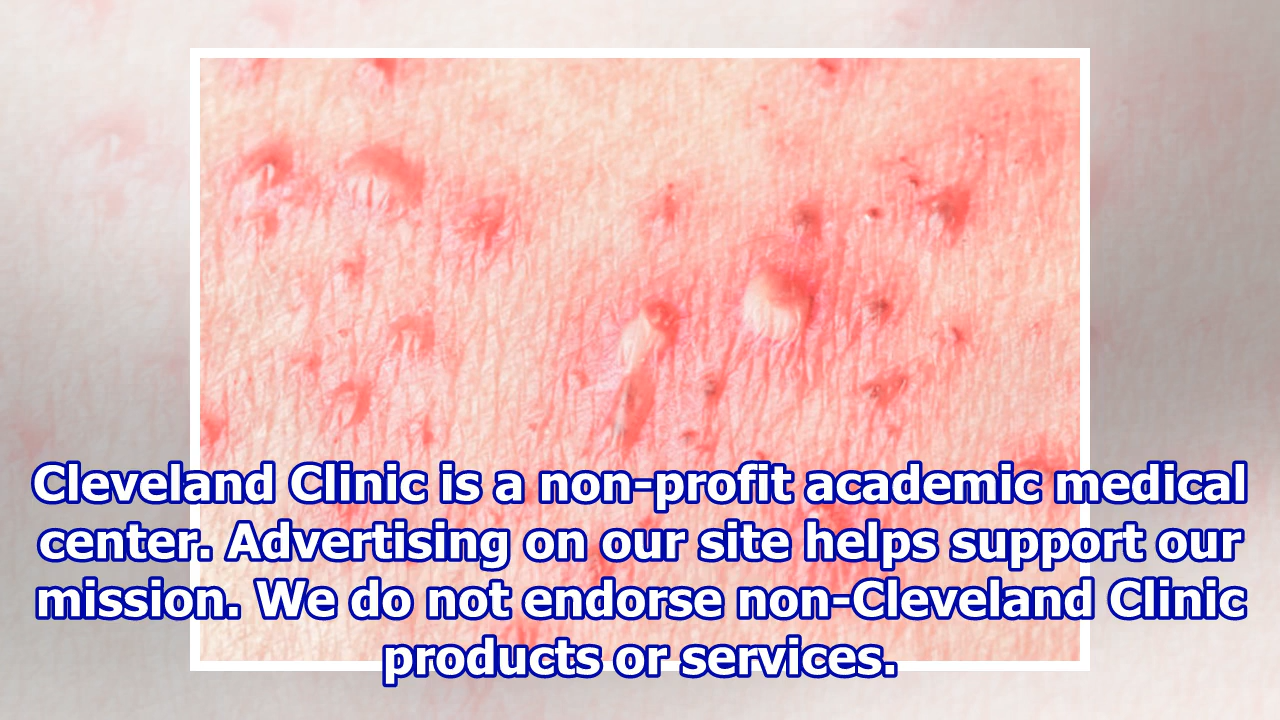 Cleveland Clinic is a non-profit academic medical
center. Advertising on our site helps support our
mission. We do not endorse non-Cleveland Clinic
products or services.